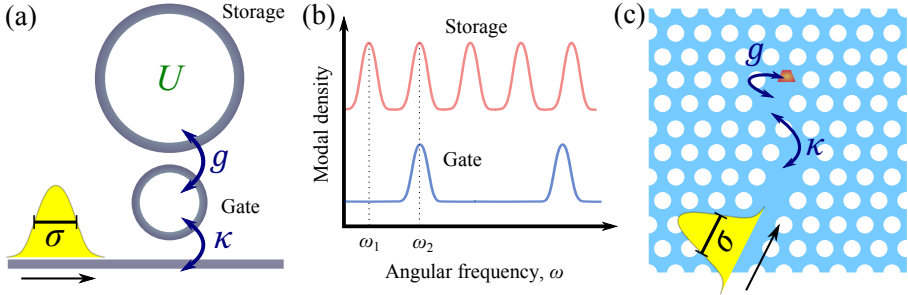 (a)
Storage
U
g
Gate
κ
σ
(b)
Storage
Gate
Modal density
ω1
ω2
Angular frequency, ω
(c)
g
κ
σ